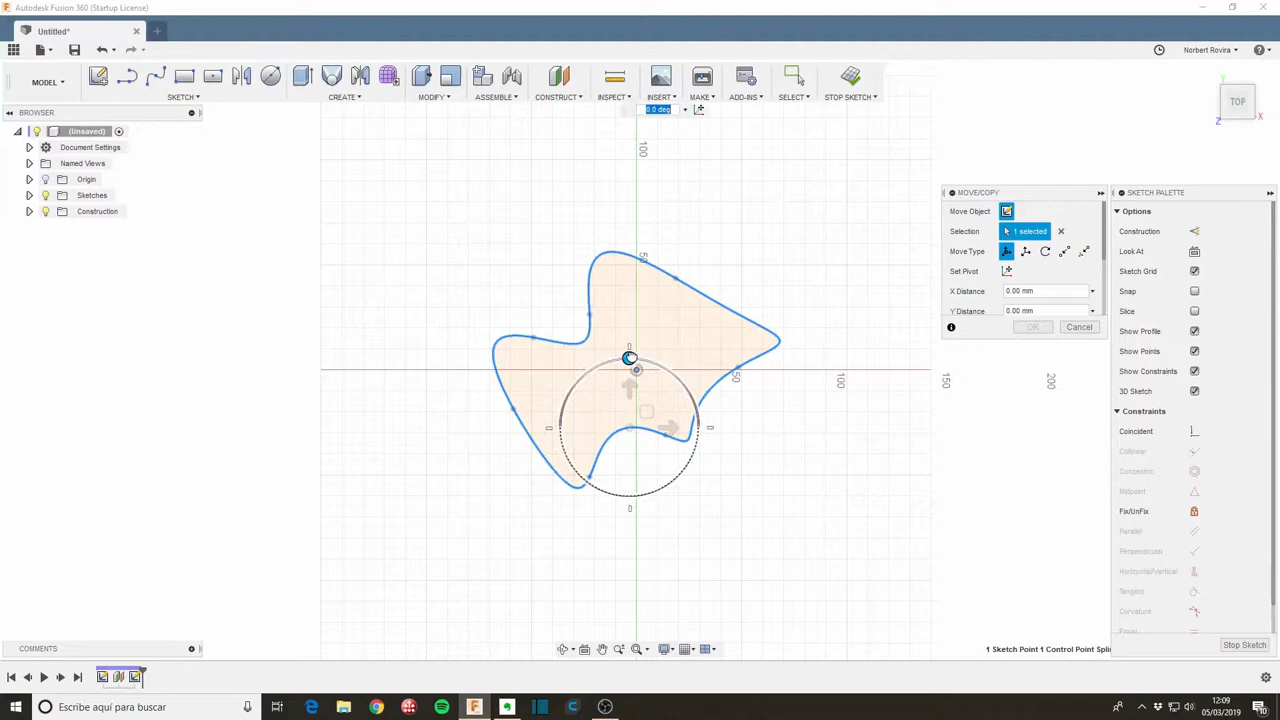 Autodesk Fusion 360 (Startup License)
Untitled*
Norbert Rovira
MODEL
SKETCH
CREATE
MODIFY
ASSEMBLE
CONSTRUCT
INSPECT
INSERT
MAKE
ADD-INS
SELECT
STOP SKETCH
BROWSER
0.0 deg
TOP
Y
X
Z
(Unsaved)
Document Settings
Named Views
Origin
Sketches
Construction
100
50
50
100
150
200
MOVE/COPY
Move Object
Selection
1 selected
Move Type
Set Pivot
X Distance
0.00 mm
Y Distance
0.00 mm
OK
Cancel
SKETCH PALETTE
Options
Construction
Look At
Sketch Grid
Snap
Slice
Show Profile
Show Points
Show Constraints
3D Sketch
Constraints
Coincident
Collinear
Concentric
Midpoint
Fix/UnFix
Parallel
Perpendicular
Horizontal/Vertical
Tangent
Curvature
Equal
Stop Sketch
COMMENTS
1 Sketch Point 1 Control Point Spli
Escribe aquí para buscar
12:09
05/03/2019